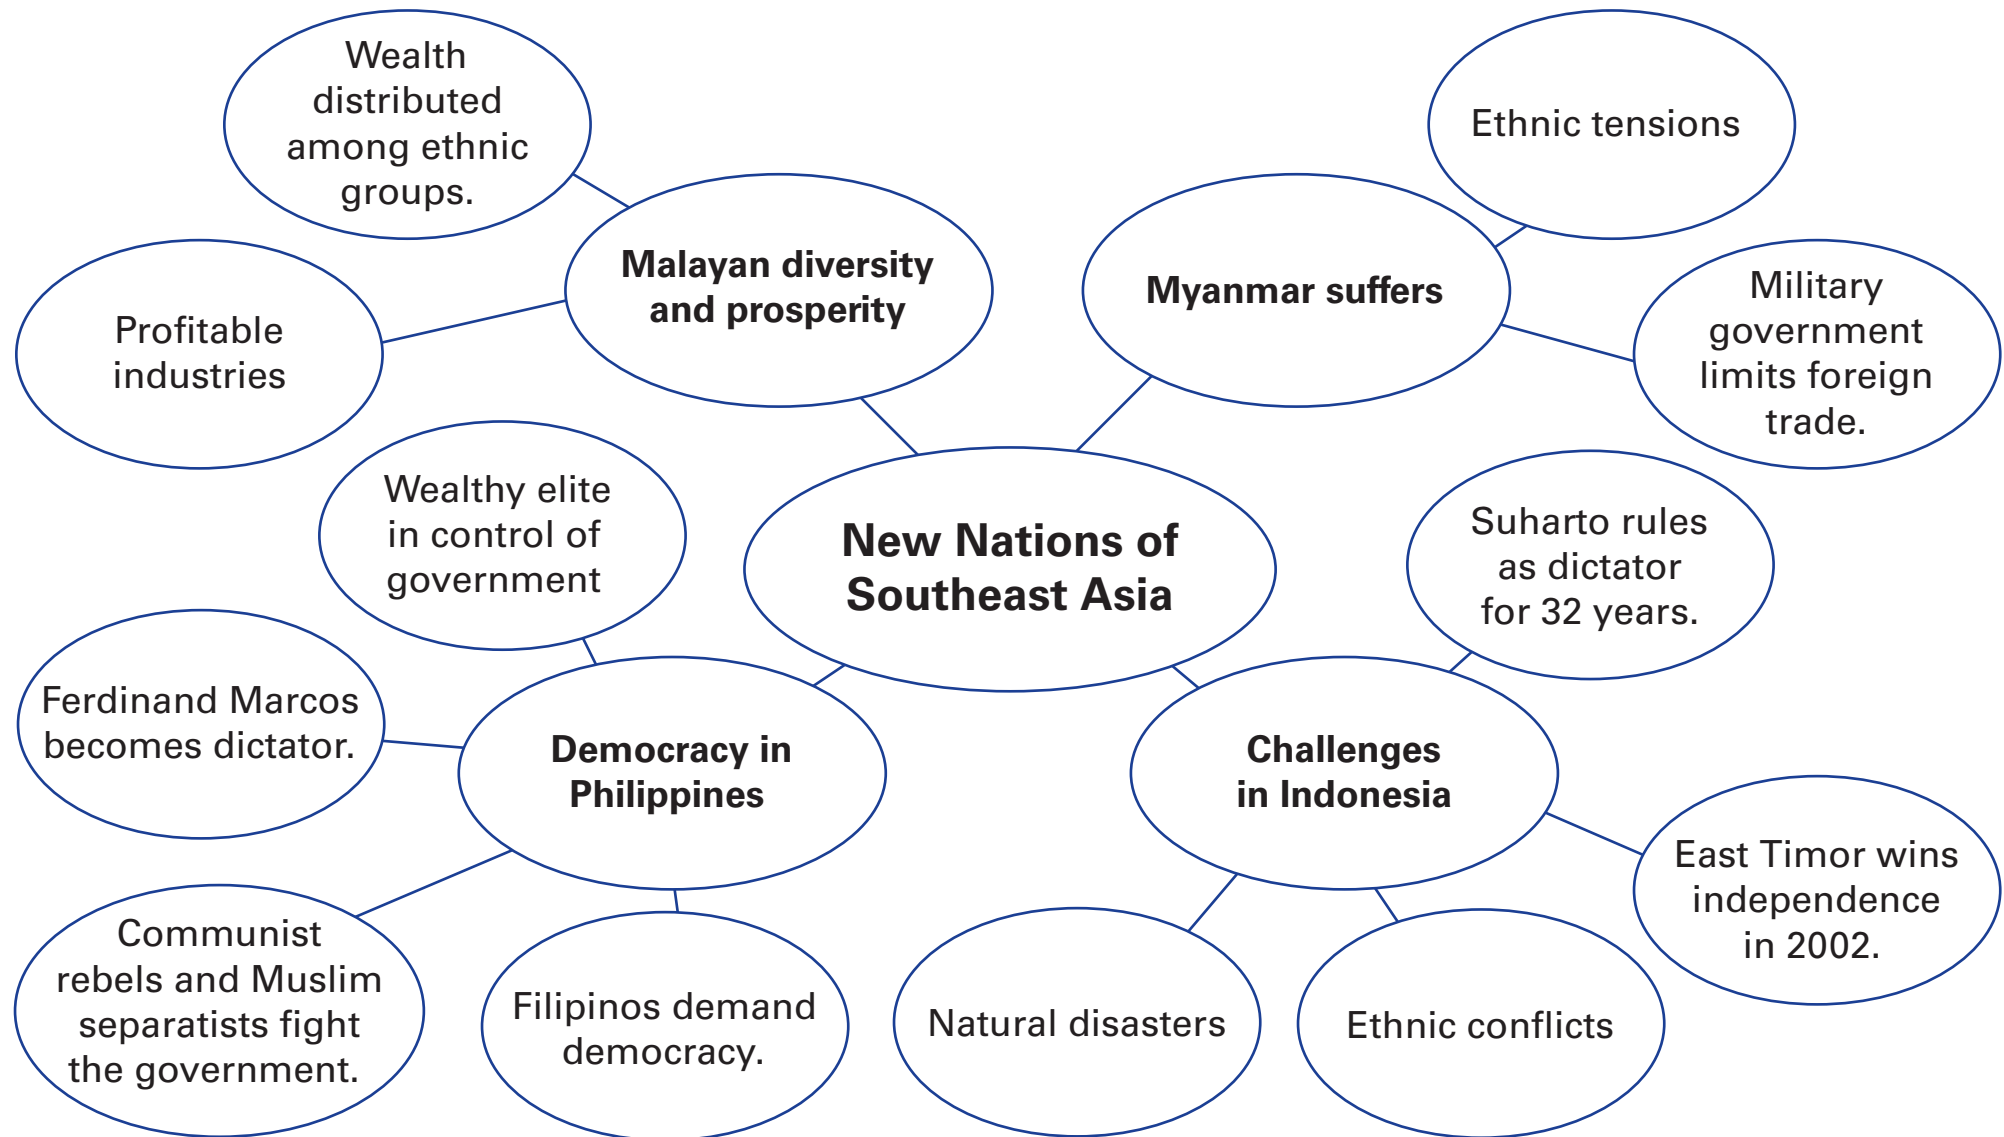 Wealth
distributed
among ethnic
groups.
Ethnic tensions
Malayan diversity
and prosperity
Myanmar suffers
Profitable
industries
Military
government
limits foreign
trade.
Wealthy elite
in control of
government
New Nations of
Southeast Asia
Suharto rules
as dictator
for 32 years.
Ferdinand Marcos
becomes dictator.
Democracy in
Philippines
Challenges
in Indonesia
East Timor wins
independence
in 2002.
Communist
rebels and Muslim
separatists fight
the government.
Filipinos demand
democracy.
Natural disasters
Ethnic conflicts